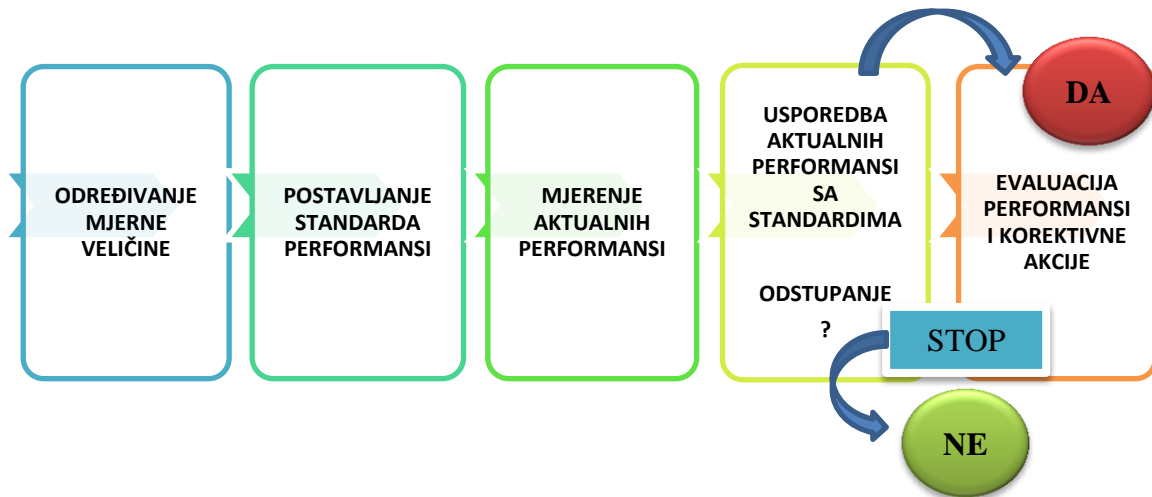 ODREĐIVANJE
MJERNE
VELIČINE
POSTAVLJANJE
STANDARDA
PERFORMANSI
MJERENJE
AKTUALNIH
PERFORMANSI
USPOREDBA
AKTUALNIH
PERFORMANSI
SA
STANDARDIMA
ODSTUPANJE
?
EVALUACIJA
PERFORMANSI
I KOREKTIVNE
AKCIJE
DA
STOP
NE